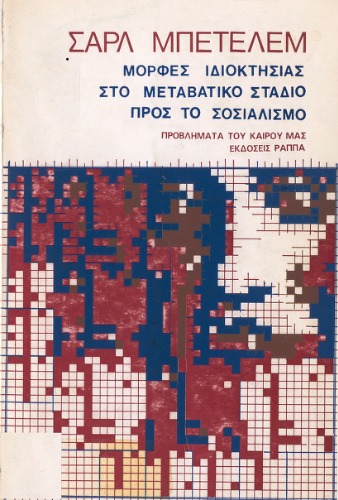 ΣΑΡΛ ΜΠΕΤΕΛΕΜ
ΜΟΡΦΕΣ ΙΔΙΟΚΤΗΣΙΑΣ
ΣΤΟ ΜΕΤΑΒΑΤΙΚΟ ΣΤΑΔΙΟ
ΠΡΟΣ ΤΟ ΣΟΣΙΑΛΙΣΜΟ
ΠΡΟΒΛΗΜΑΤΑ ΤΟΥ ΚΑΙΡΟΥ ΜΑΣ
ΕΚΔΟΣΕΙΣ ΡΑΠΠΑ